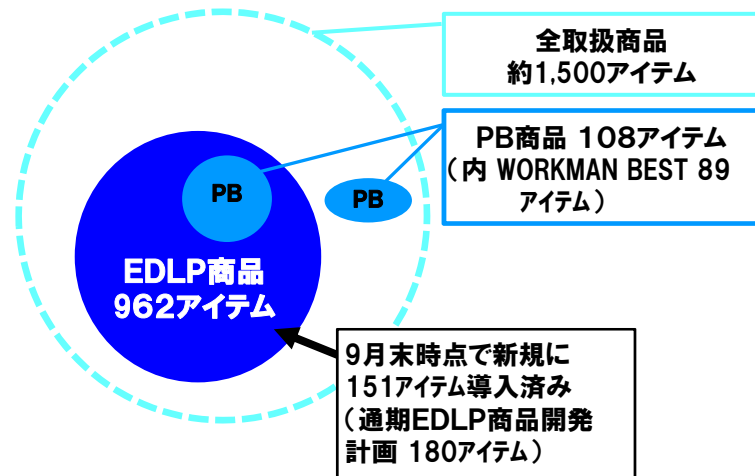 全取扱商品
約1,500アイテム
PB商品 108アイテム
（内 WORKMAN BEST 89
アイテム）
PB
PB
EDLP商品
962アイテム
9月末時点で新規に
151アイテム導入済み
（通期EDLP商品開発
計画 180アイテム）